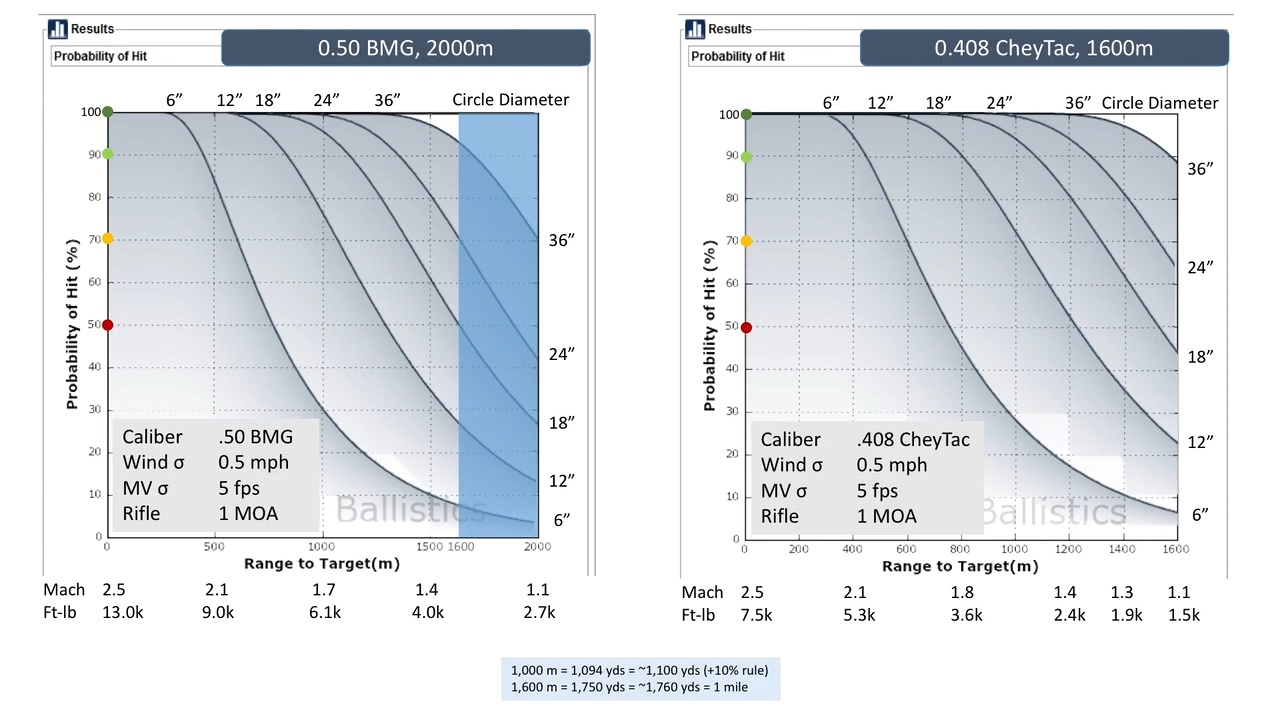 Results
0.50 BMG, 2000m
Probability of Hit
6” 12” 18” 24” 36” Circle Diameter
100
90
80
70
60
50
40
30
20
10
0
Probability of Hit (%)
36”
24”
18”
12”
6”
Caliber .50 BMG
Wind σ 0.5 mph
MV σ 5 fps
Rifle 1 MOA
Ballistics
0 500 1000 1500 1600 2000
Range to Target(m)
Mach 2.5 2.1 1.7 1.4 1.1
Ft-lb 13.0k 9.0k 6.1k 4.0k 2.7k
Results
0.408 CheyTac, 1600m
Probability of Hit
6” 12” 18” 24” 36” Circle Diameter
100
90
80
70
60
50
40
30
20
10
0
Probability of Hit (%)
36”
24”
18”
12”
6”
Caliber .408 CheyTac
Wind σ 0.5 mph
MV σ 5 fps
Rifle 1 MOA
Ballistics
0 200 400 600 800 1000 1200 1400 1600
Range to Target(m)
Mach 2.5 2.1 1.8 1.4 1.3 1.1
Ft-lb 7.5k 5.3k 3.6k 2.4k 1.9k 1.5k
1,000 m = 1,094 yds = ~1,100 yds (+10% rule)
1,600 m = 1,750 yds = ~1,760 yds = 1 mile